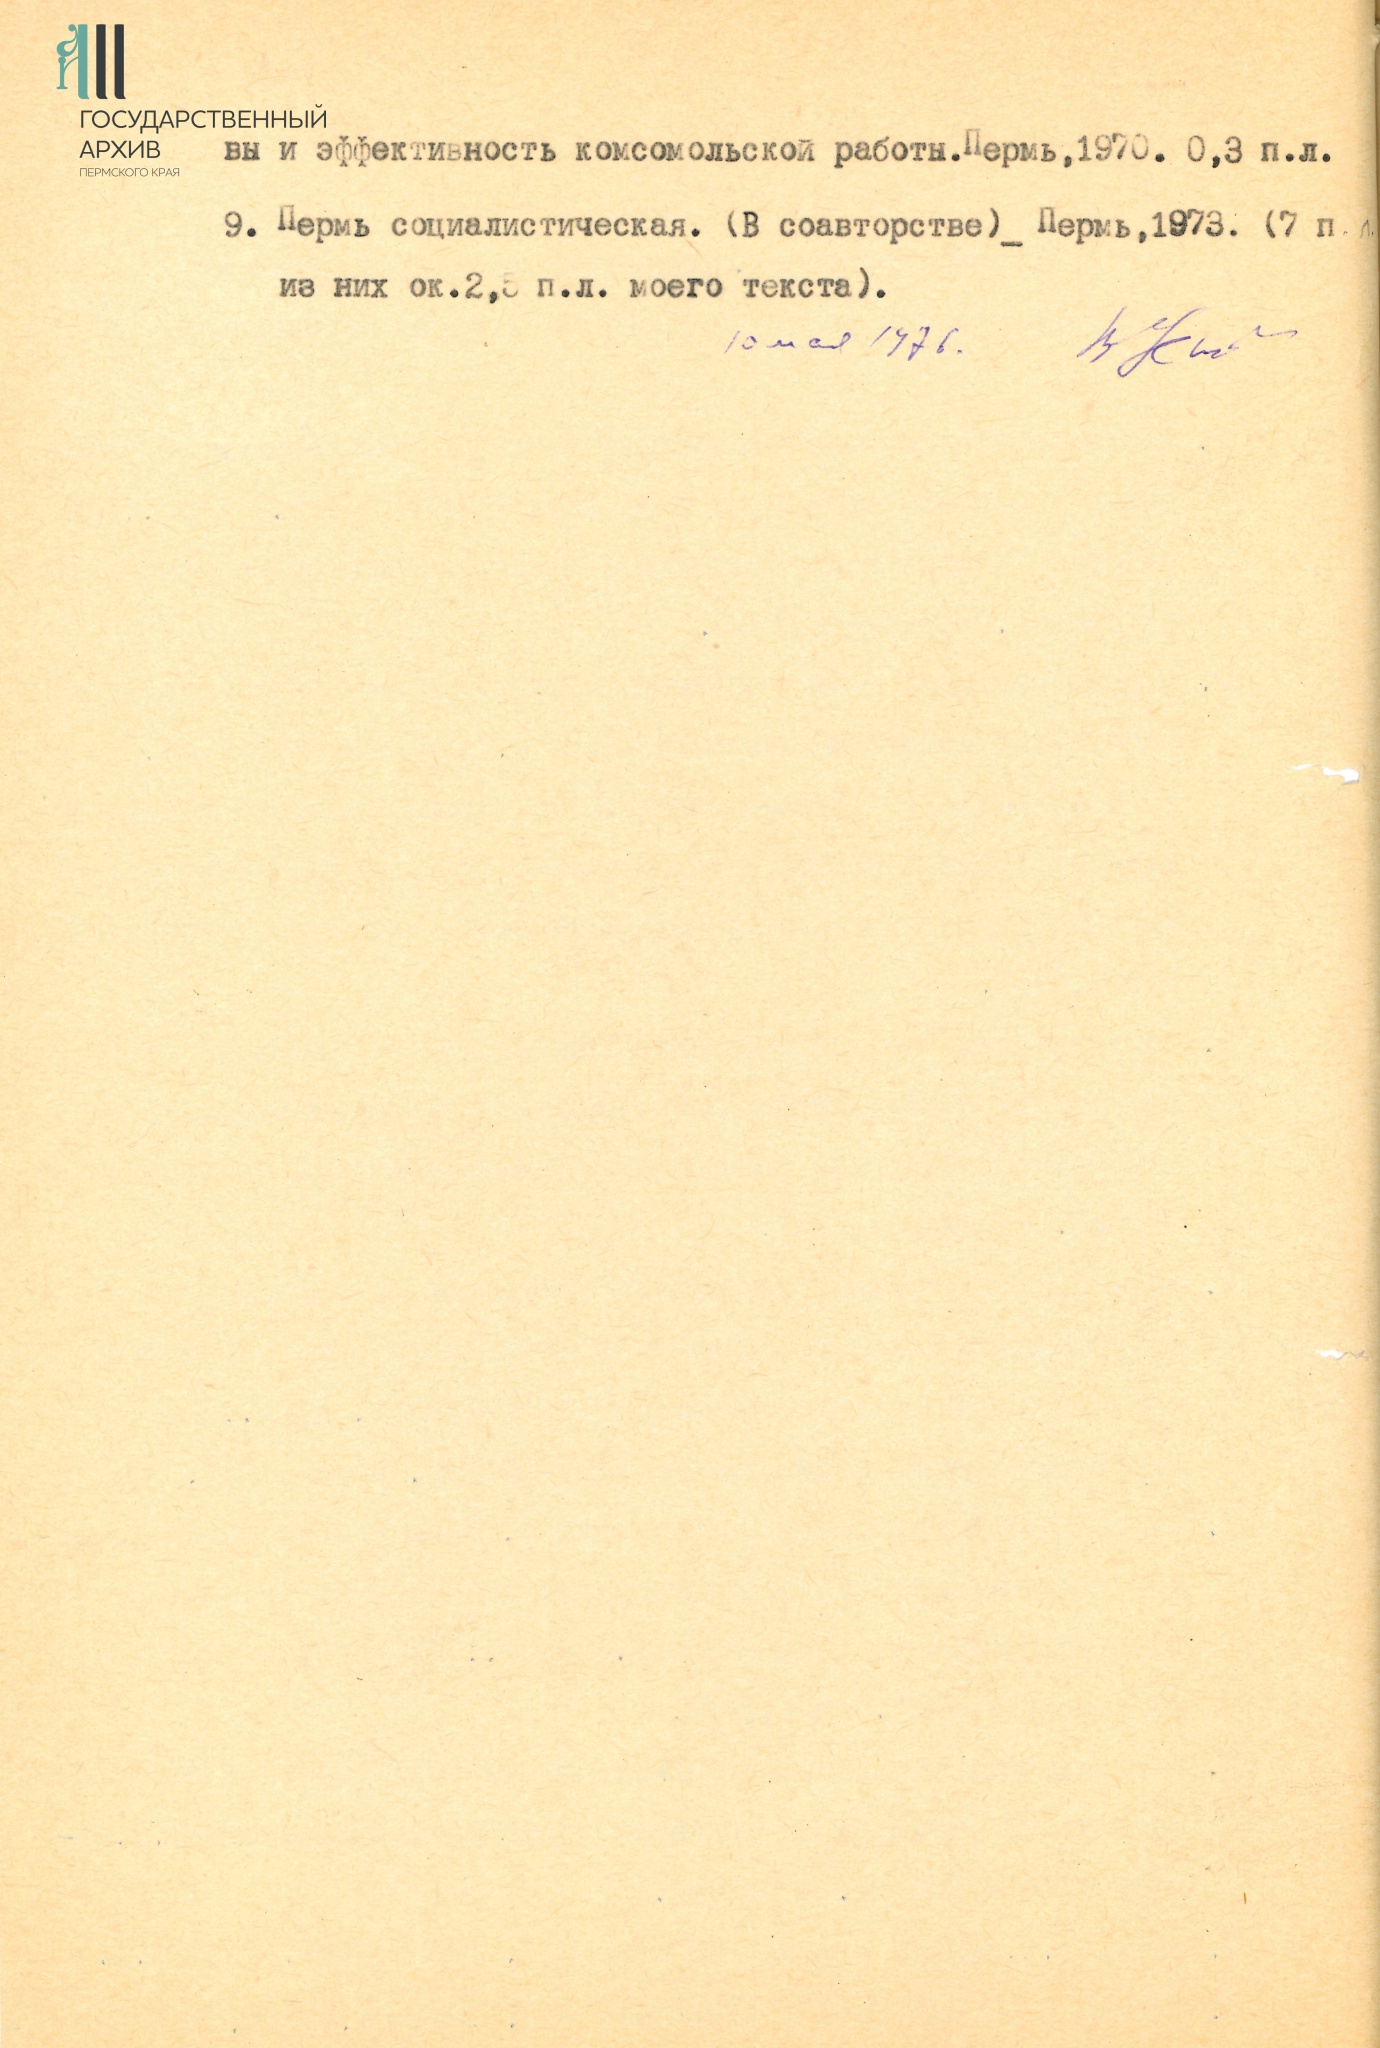 ГОСУДАРСТВЕННЫЙ
АРХИВ
ПЕРМСКОГО КРАЯ
вы и эффективность комсомольской работы.Пермь,1970. 0,3 п.л.
9. Пермь социалистическая. (В соавторстве)_ Пермь,1973. (7 п.л.
из них ок.2,5 п.л. моего текста).
10 мая 1976.